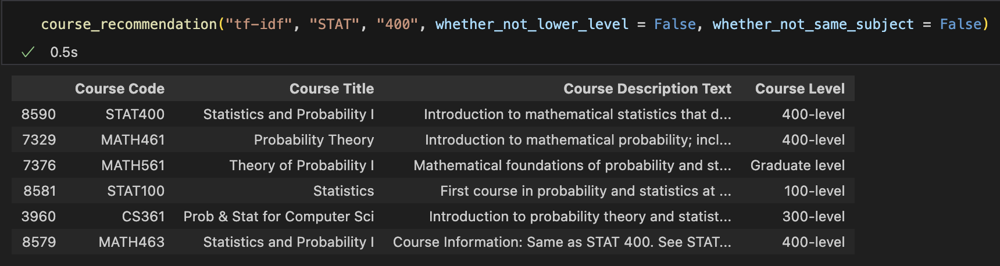 course_recommendation("tf-idf", "STAT", "400", whether_not_lower_level = False, whether_not_same_subject = False)
✓ 0.5s
Course Code Course Title Course Description Text Course Level
8590 STAT400 Statistics and Probability I Introduction to mathematical statistics that d... 400-level
7329 MATH461 Probability Theory Introduction to mathematical probability; incl... 400-level
7376 MATH561 Theory of Probability I Mathematical foundations of probability and st... Graduate level
8581 STAT100 Statistics First course in probability and statistics at ... 100-level
3960 CS361 Prob & Stat for Computer Sci Introduction to probability theory and statist... 300-level
8579 MATH463 Statistics and Probability I Course Information: Same as STAT 400. See STAT... 400-level